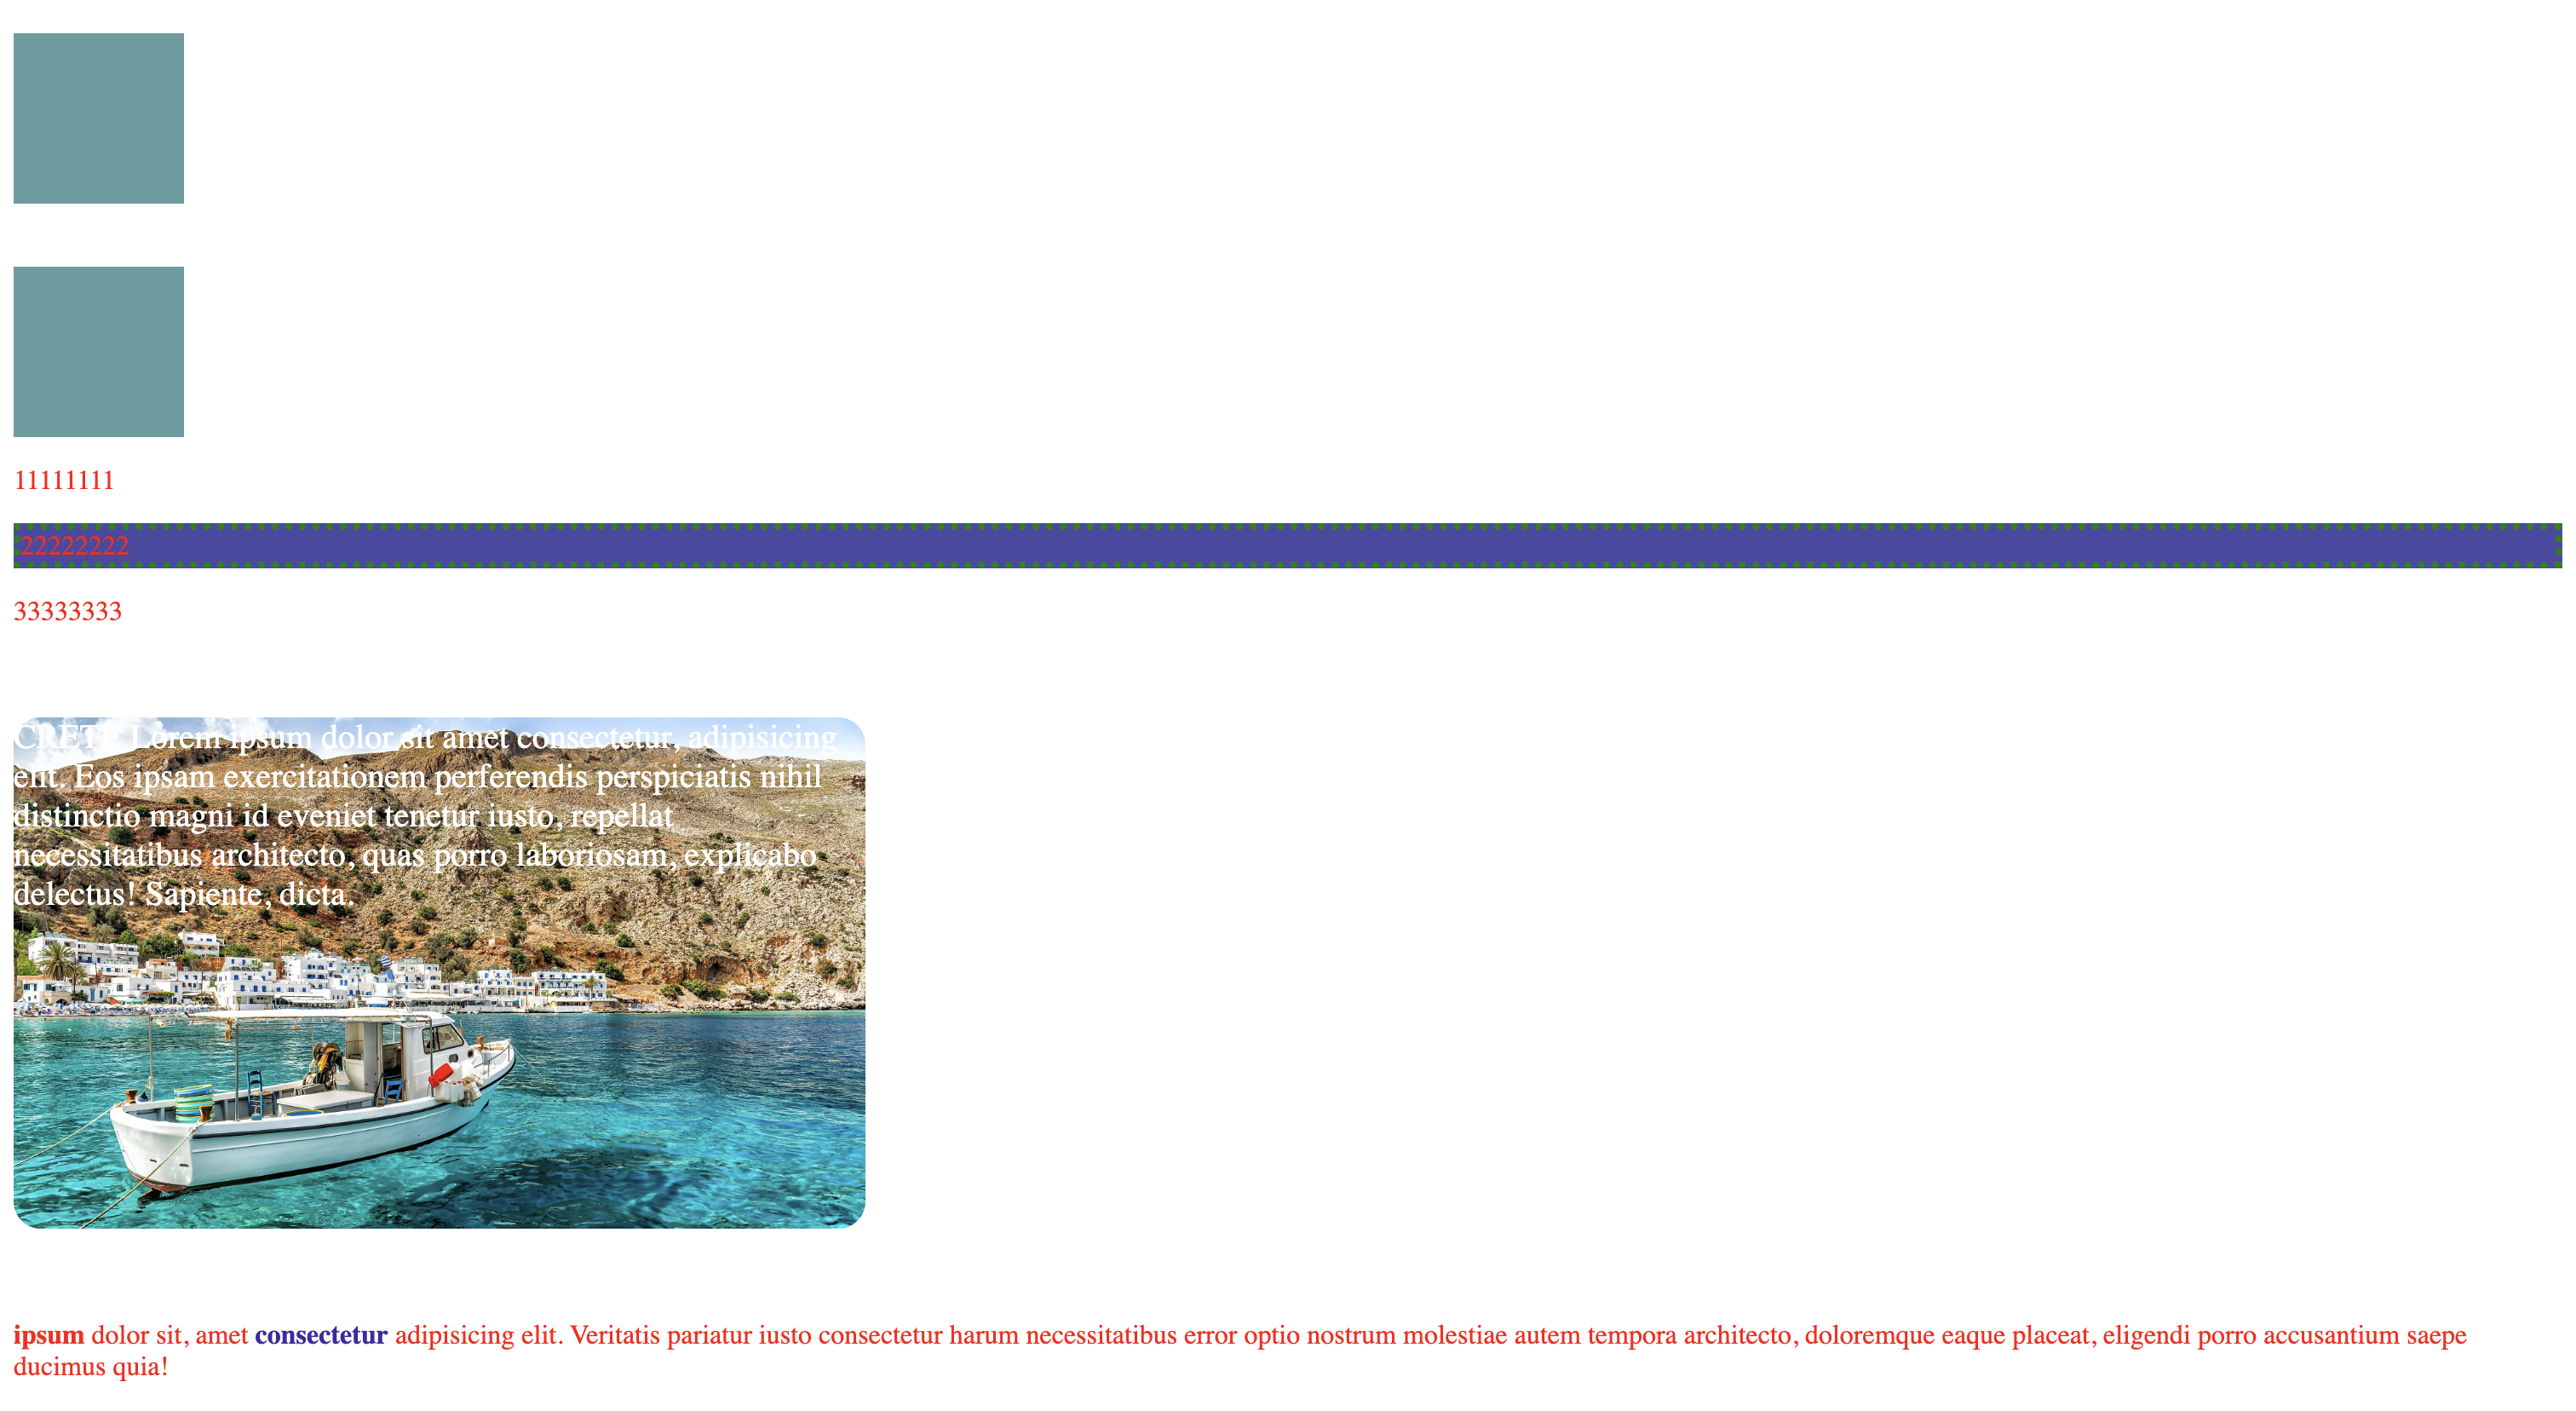 11111111
22222222
33333333
CRETE Lorem ipsum dolor sit amet consectetur, adipisicing
elit. Eos ipsam exercitationem perferendis perspiciatis nihil
distinctio magni id eveniet tenetur iusto, repellat
necessitatibus architecto, quas porro laboriosam, explicabo
delectus! Sapiente, dicta.
ipsum dolor sit, amet consectetur adipisicing elit. Veritatis pariatur iusto consectetur harum necessitatibus error optio nostrum molestiae autem tempora architecto, doloremque eaque placeat, eligendi porro accusantium saepe
ducimus quia!